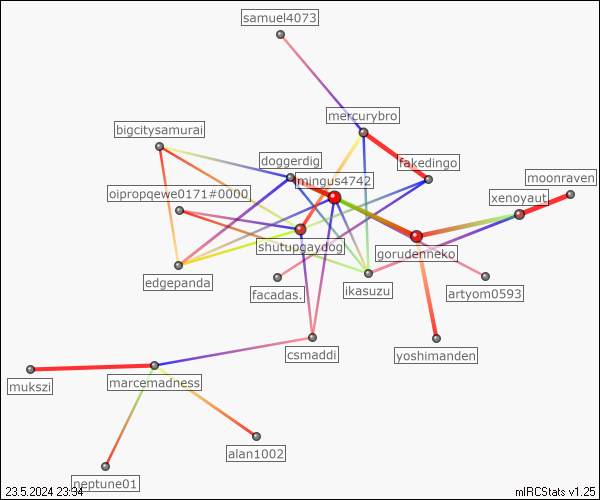 samuel4073
mercurybro
bigcitysamurai
doggerdig
fakedingo
moonraven
mingus4742
oipropqewe0171#0000
xenoyaut
shutupgaydog
gorudenneko
edgepanda
ikasuzu
facadas.
artyom0593
csmaddi
yoshimanden
mukszi
marcemadness
alan1002
neptune01
23.5.2024 23:34
mIRCStats v1.25